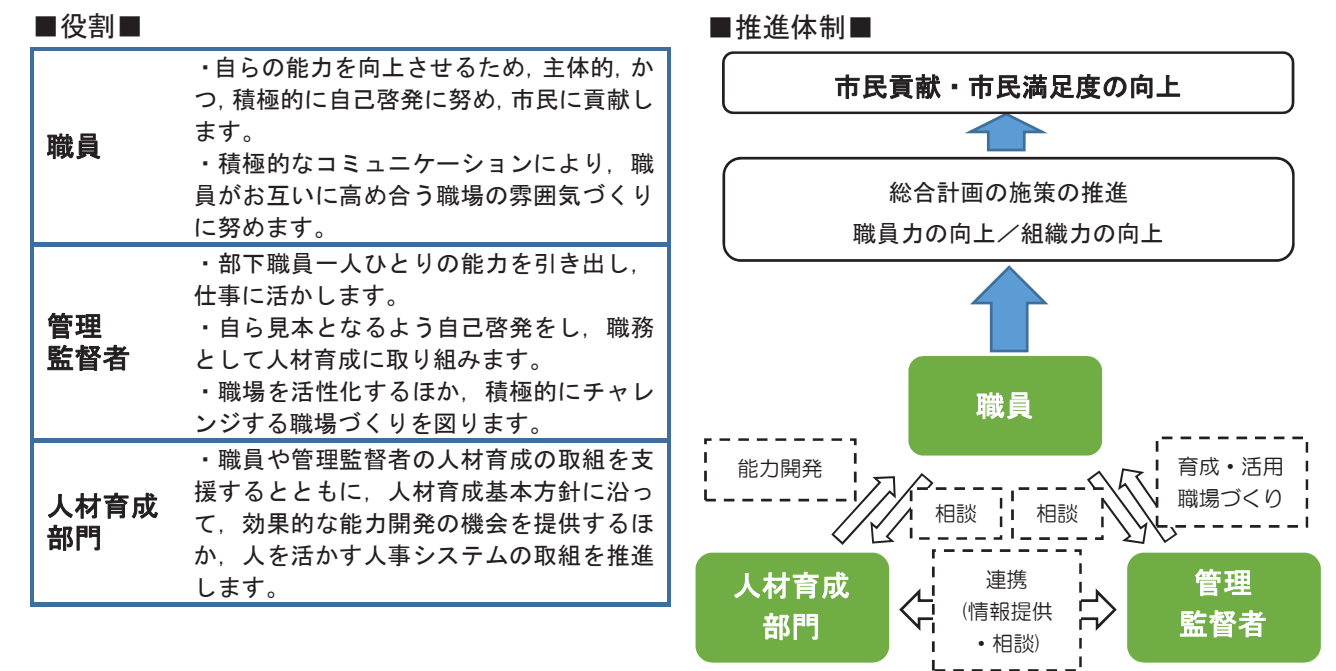 ■役割■
職員
・自らの能力を向上させるため,主体的,か
つ,積極的に自己啓発に努め,市民に貢献し
ます。
・積極的なコミュニケーションにより，職
員がお互いに高め合う職場の雰囲気づくり
に努めます。
管理
監督者
・部下職員一人ひとりの能力を引き出し，
仕事に活かします。
・自ら見本となるよう自己啓発をし，職務
として人材育成に取り組みます。
・職場を活性化するほか，積極的にチャレ
ンジする職場づくりを図ります。
人材育成
部門
・職員や管理監督者の人材育成の取組を支
援するとともに，人材育成基本方針に沿っ
て，効果的な能力開発の機会を提供するほ
か，人を活かす人事システムの取組を推進
します。
■推進体制■
市民貢献・市民満足度の向上
総合計画の施策の推進
職員力の向上／組織力の向上
職員
能力開発
相談
相談
育成・活用
職場づくり
人材育成
部門
連携
(情報提供
・相談)
管理
監督者